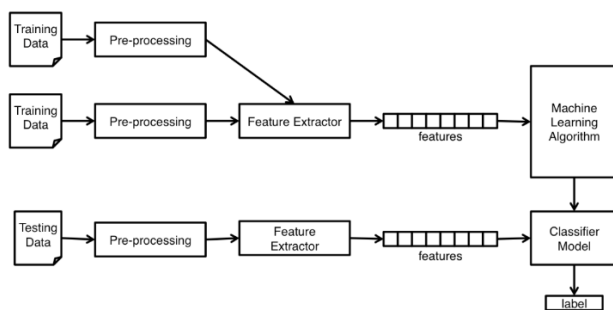 Training
Data
Pre-processing
Training
Data
Pre-processing
Feature Extractor
features
Machine
Learning
Algorithm
Testing
Data
Pre-processing
Feature
Extractor
features
Classifier
Model
label